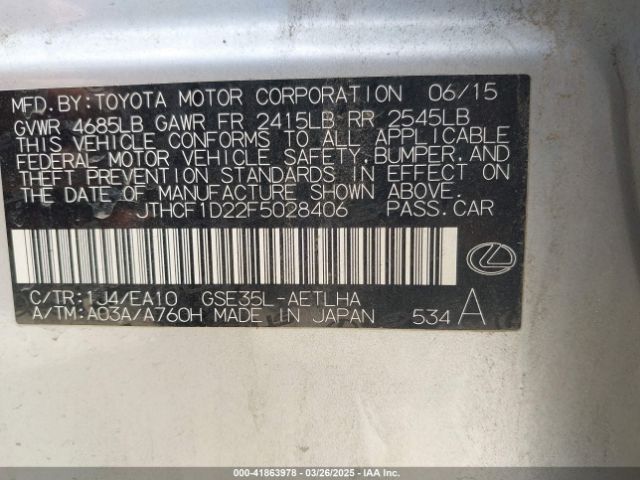 MFD.BY:TOYOTA MOTOR CORPORATION 06/15
GVWR 4685LB GAWR FR 2415LB RR 2545LB
THIS VEHICLE CONFORMS TO ALL APPLICABLE
FEDERAL MOTOR VEHICLE SAFETY,BUMPER,AND
THEFT PREVENTION STANDARDS IN EFFECT ON
THE DATE OF MANUFACTURE SHOWN ABOVE.
JTHCF1D22F5028406 PASS.CAR
C/TR:1J4/EA10 GSE35L-AETLHA
A/TM:A03A/A760H MADE IN JAPAN 534 A
000-41863978 | 03/26/2025 | IAA Inc. (IAA)